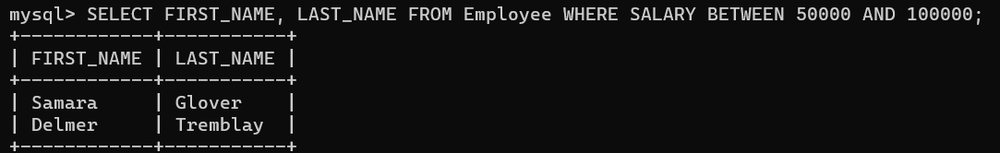 mysql> SELECT FIRST_NAME, LAST_NAME FROM Employee WHERE SALARY BETWEEN 50000 AND 100000;
+------------+-----------+
| FIRST_NAME | LAST_NAME |
+------------+-----------+
| Samara     | Glover    |
| Delmer     | Tremblay  |
+------------+-----------+